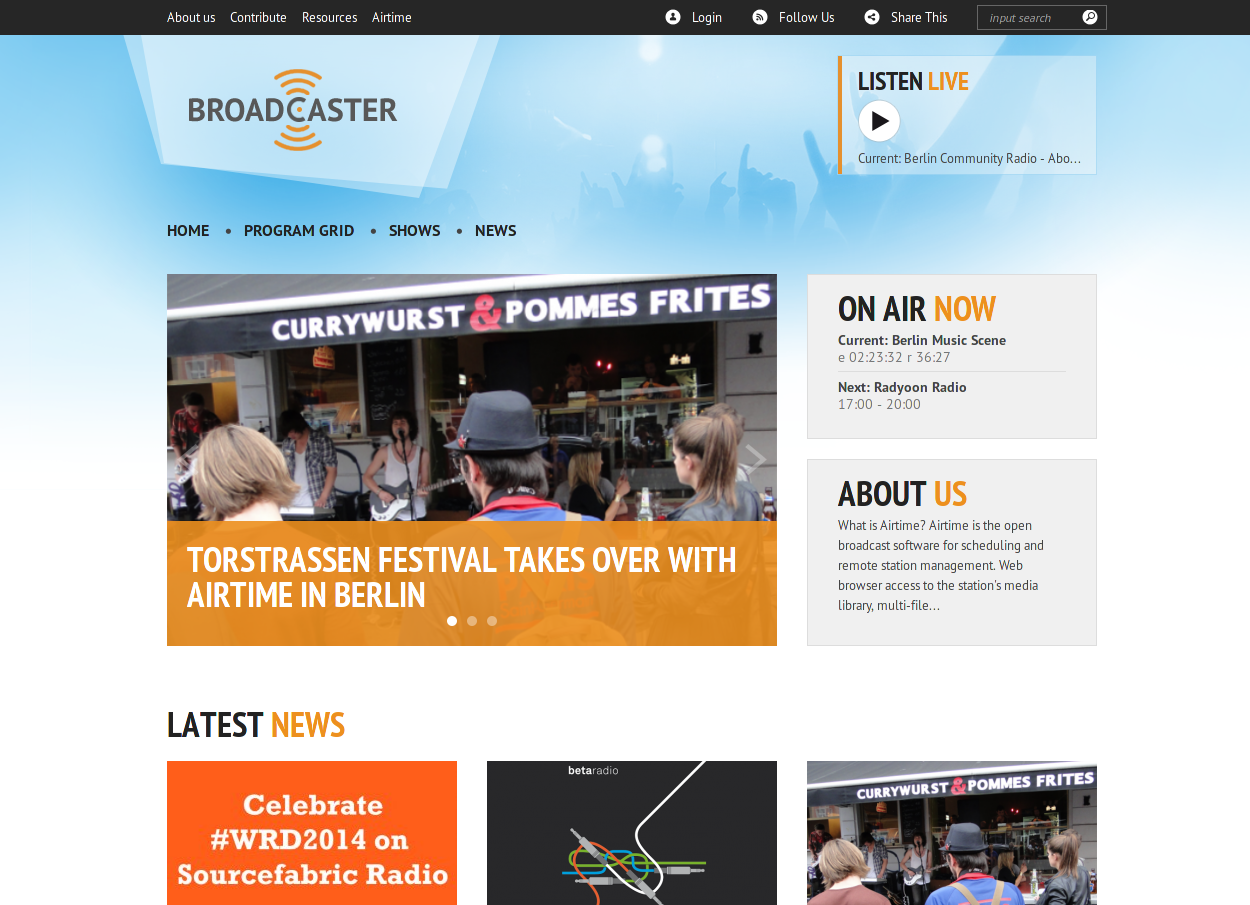 About us Contribute Resources Airtime Login Follow Us Share This input search
BROADCASTER
LISTEN LIVE
Current: Berlin Community Radio - Abo...
HOME • PROGRAM GRID • SHOWS • NEWS
CURRYWURST & POMMES FRITES
TORSTRASSEN FESTIVAL TAKES OVER WITH
AIRTIME IN BERLIN
ON AIR NOW
Current: Berlin Music Scene
e 02:23:32 r 36:27
Next: Radyoon Radio
17:00 - 20:00
ABOUT US
What is Airtime? Airtime is the open
broadcast software for scheduling and
remote station management. Web
browser access to the station's media
library, multi-file...
LATEST NEWS
Celebrate
#WRD2014 on
Sourcefabric Radio
betaradio
CURRYWURST & POMMES FRITES